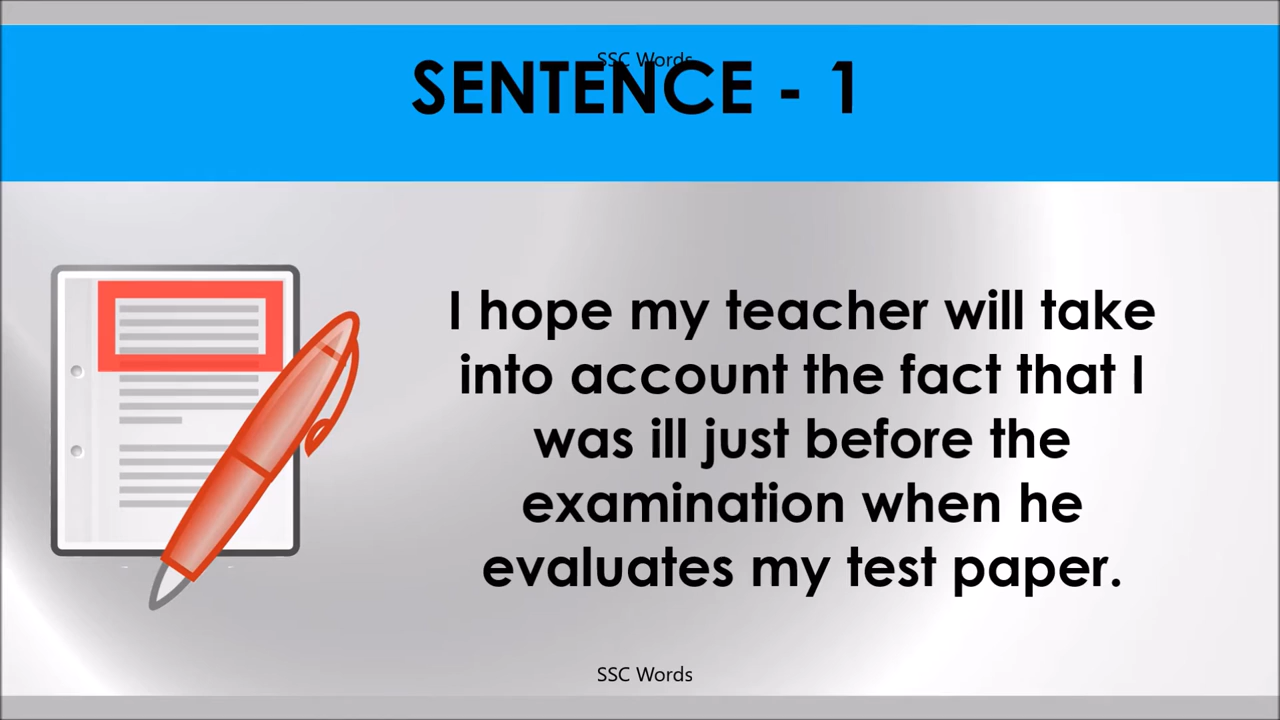 SSC Words
SENTENCE - 1
I hope my teacher will take
into account the fact that I
was ill just before the
examination when he
evaluates my test paper.
SSC Words